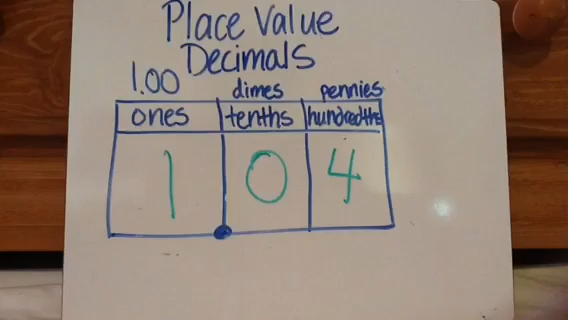 Place Value
Decimals
1.00 dimes pennies
ones tenths hundredths
1 0 4